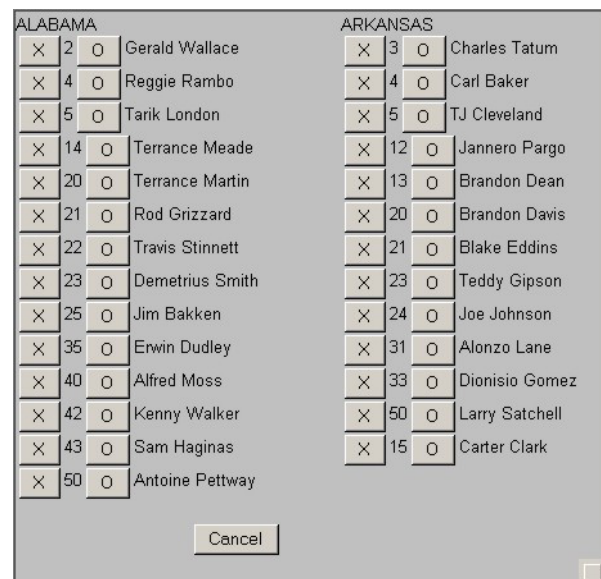 ALABAMA
X 2 O Gerald Wallace
X 4 O Reggie Rambo
X 5 O Tarik London
X 14 O Terrance Meade
X 20 O Terrance Martin
X 21 O Rod Grizzard
X 22 O Travis Stinnett
X 23 O Demetrius Smith
X 25 O Jim Bakken
X 35 O Erwin Dudley
X 40 O Alfred Moss
X 42 O Kenny Walker
X 43 O Sam Haginas
X 50 O Antoine Pettway
ARKANSAS
X 3 O Charles Tatum
X 4 O Carl Baker
X 5 O TJ Cleveland
X 12 O Jannero Pargo
X 13 O Brandon Dean
X 20 O Brandon Davis
X 21 O Blake Eddins
X 23 O Teddy Gipson
X 24 O Joe Johnson
X 31 O Alonzo Lane
X 33 O Dionisio Gomez
X 50 O Larry Satchell
X 15 O Carter Clark
Cancel